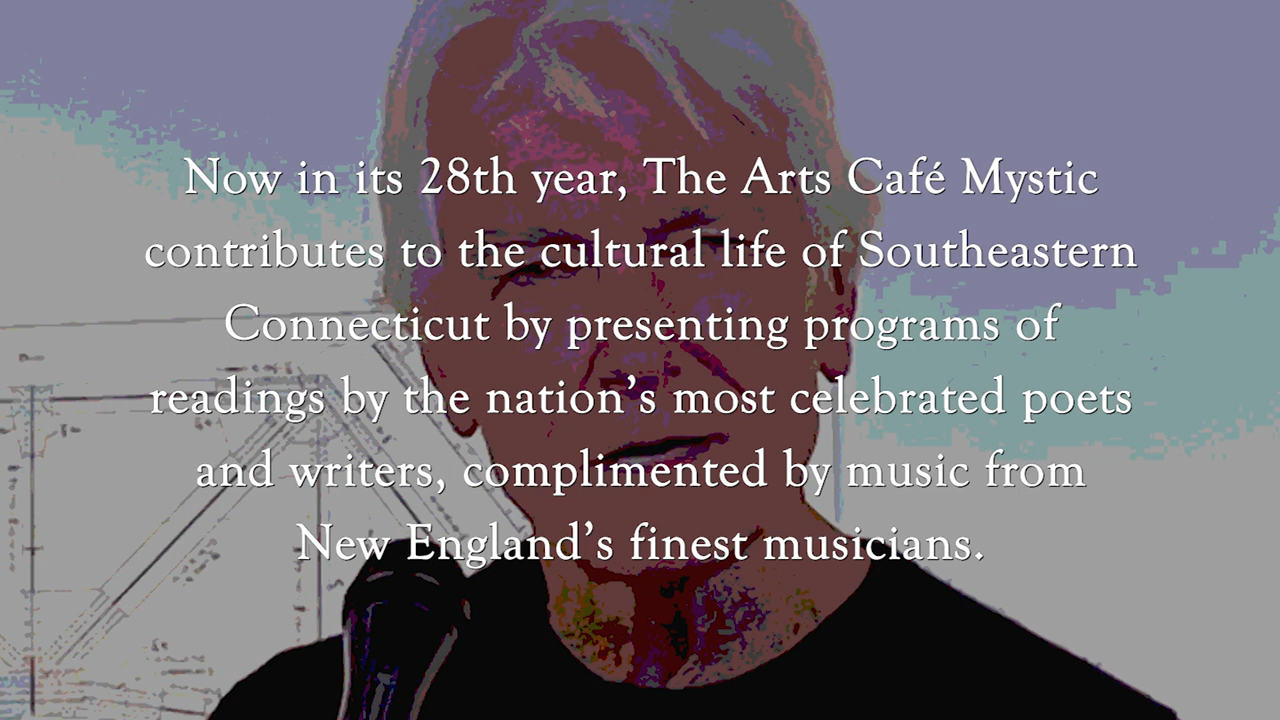 Now in its 28th year, The Arts Café Mystic
contributes to the cultural life of Southeastern
Connecticut by presenting programs of
readings by the nation’s most celebrated poets
and writers, complimented by music from
New England’s finest musicians.